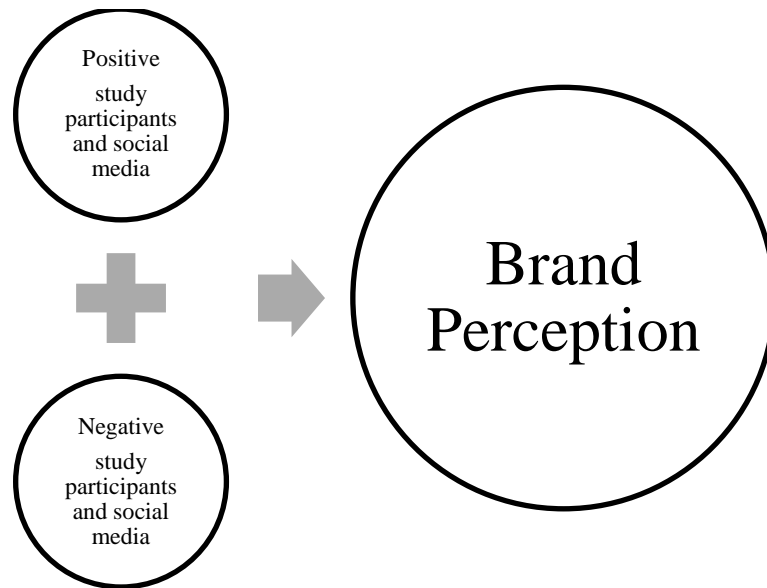 Positive
study
participants
and social
media
Negative
study
participants
and social
media
Brand
Perception